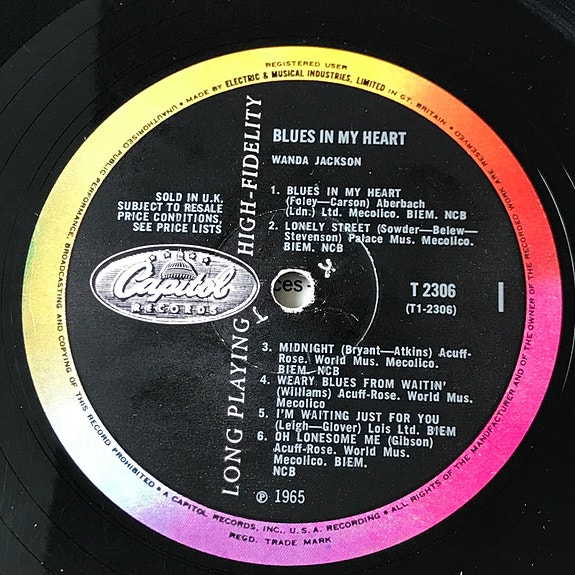 REGISTERED USER
UNAUTHORISED PUBLIC PERFORMANCE, BROADCASTING AND COPYING OF THIS RECORD PROHIBITED • MADE BY ELECTRIC & MUSICAL INDUSTRIES, LIMITED IN GT. BRITAIN • ALL RIGHTS OF THE MANUFACTURER AND OF THE OWNER OF THE RECORDED WORK ARE RESERVED
BLUES IN MY HEART
WANDA JACKSON
LONG PLAYING HIGH-FIDELITY
SOLD IN U.K.
SUBJECT TO RESALE
PRICE CONDITIONS,
SEE PRICE LISTS
1. BLUES IN MY HEART
(Foley—Carson) Aberbach
(Ldn.) Ltd. Mecolico. BIEM. NCB
2. LONELY STREET (Sowder—Belew—
Stevenson) Palace Mus. Mecolico.
BIEM. NCB
Capitol
RECORDS
ces
T 2306
(T1-2306)
1
3. MIDNIGHT (Bryant—Atkins) Acuff-
Rose. World Mus. Mecolico.
BIEM. NCB
4. WEARY BLUES FROM WAITIN'
(Williams) Acuff-Rose. World Mus.
Mecolico
5. I'M WAITING JUST FOR YOU
(Leigh—Glover) Lois Ltd. BIEM
6. OH LONESOME ME (Gibson)
Acuff-Rose. World Mus.
Mecolico. BIEM.
NCB
℗ 1965
• A CAPITOL RECORDS, INC., U.S.A. RECORDING •
REGD. TRADE MARK